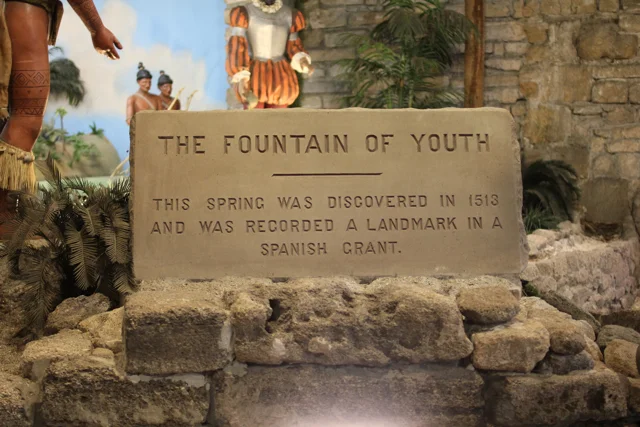 THE FOUNTAIN OF YOUTH
THIS SPRING WAS DISCOVERED IN 1513
AND WAS RECORDED A LANDMARK IN A
SPANISH GRANT.